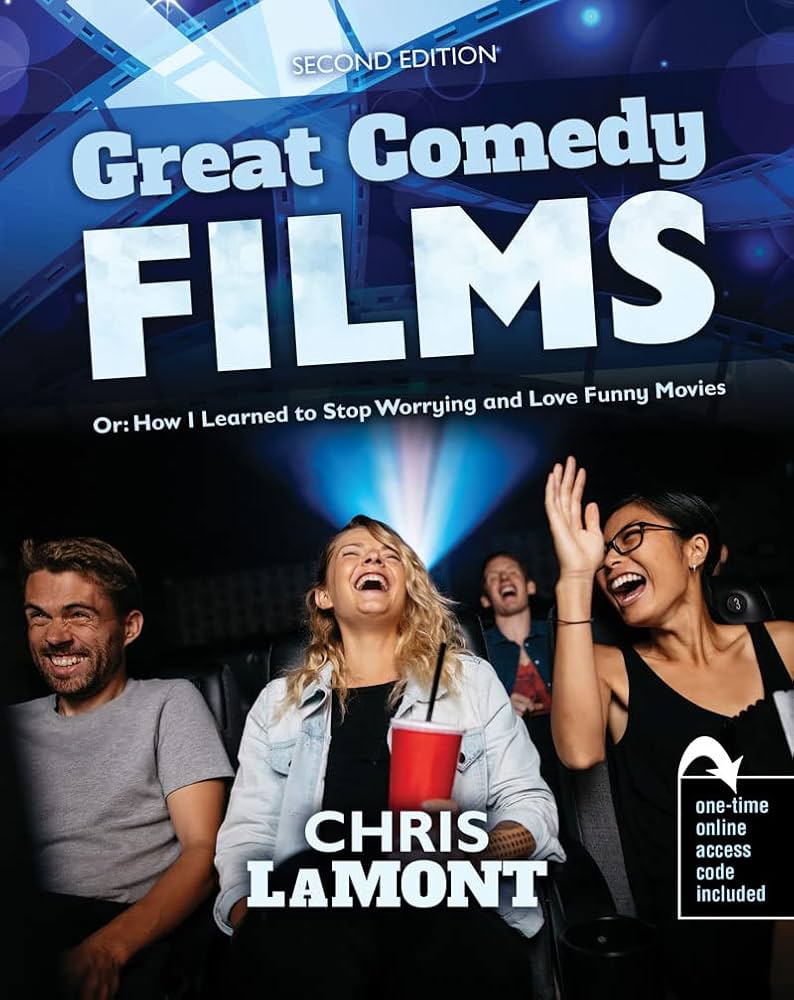 SECOND EDITION
Great Comedy
FILMS
Or: How I Learned to Stop Worrying and Love Funny Movies
3
CHRIS
LAMONT
one-time
online
access
code
included